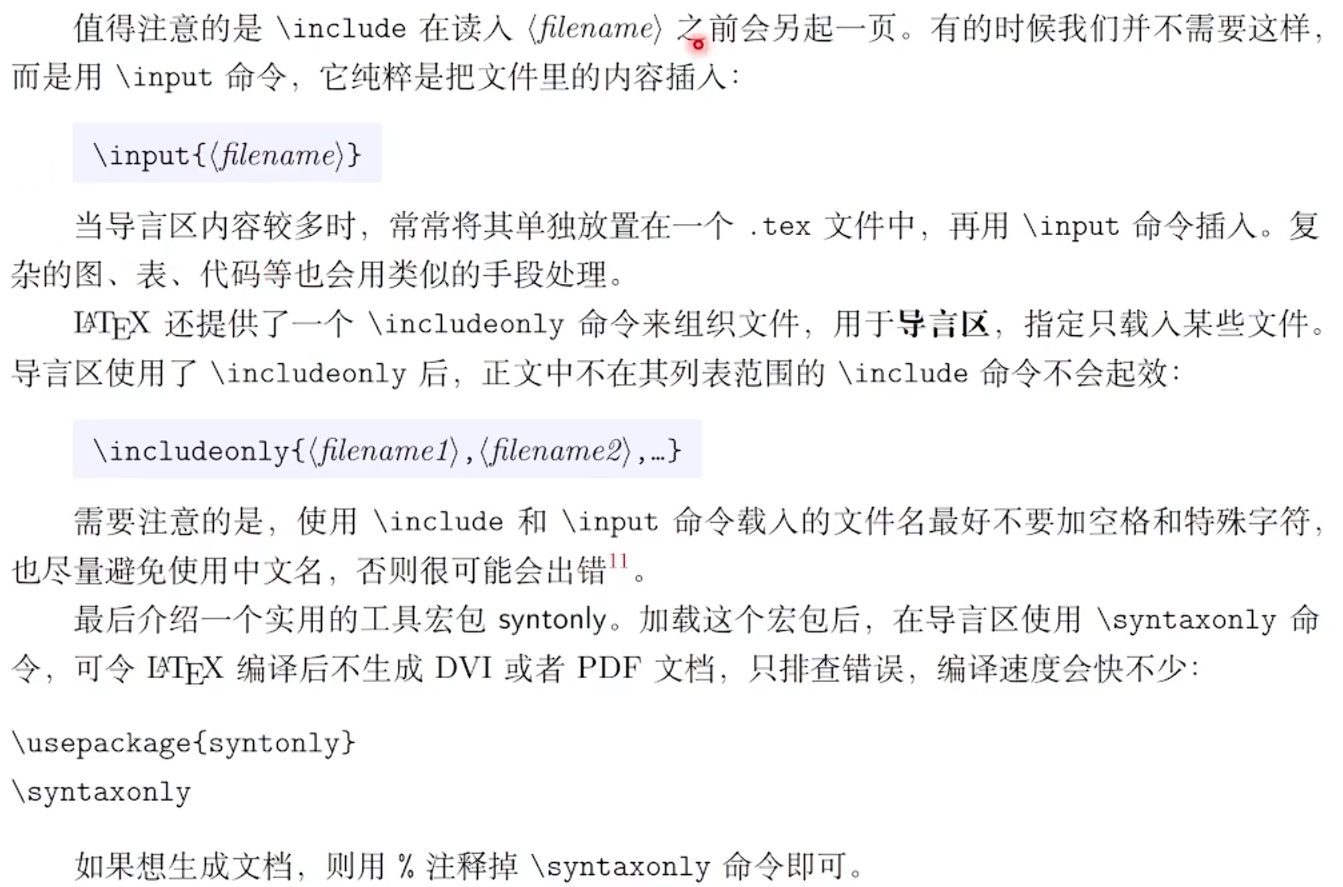 值得注意的是 \include 在读入 ⟨filename⟩ 之前会另起一页。有的时候我们并不需要这样，
而是用 \input 命令，它纯粹是把文件里的内容插入：
\input{⟨filename⟩}
当导言区内容较多时，常常将其单独放置在一个 .tex 文件中，再用 \input 命令插入。复
杂的图、表、代码等也会用类似的手段处理。
LATEX 还提供了一个 \includeonly 命令来组织文件，用于导言区，指定只载入某些文件。
导言区使用了 \includeonly 后，正文中不在其列表范围的 \include 命令不会起效：
\includeonly{⟨filename1⟩,⟨filename2⟩,…}
需要注意的是，使用 \include 和 \input 命令载入的文件名最好不要加空格和特殊字符，
也尽量避免使用中文名，否则很可能会出错11。
最后介绍一个实用的工具宏包 syntonly。加载这个宏包后，在导言区使用 \syntaxonly 命
令，可令 LATEX 编译后不生成 DVI 或者 PDF 文档，只排查错误，编译速度会快不少：
\usepackage{syntonly}
\syntaxonly
如果想生成文档，则用 % 注释掉 \syntaxonly 命令即可。